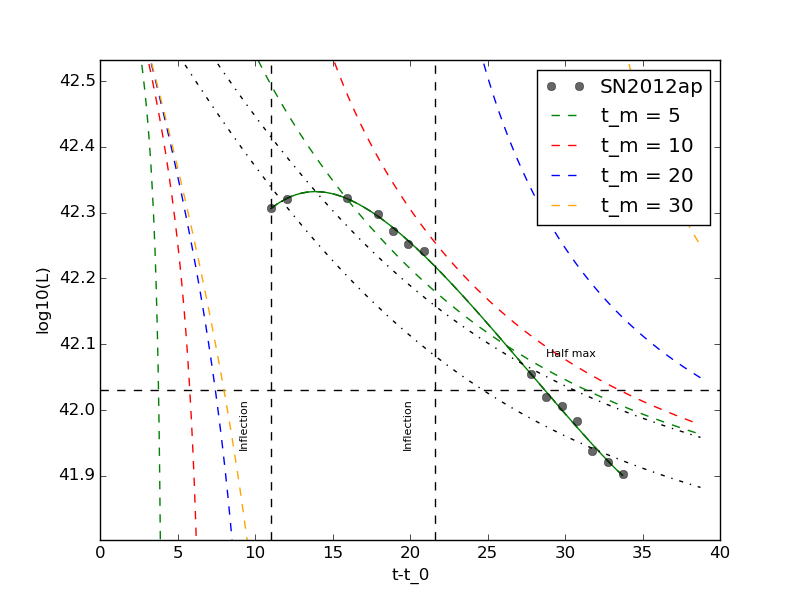 42.5
42.4
42.3
42.2
42.1
42.0
41.9
log10(L)
SN2012ap
t_m = 5
t_m = 10
t_m = 20
t_m = 30
Half max
Inflection
Inflection
0 5 10 15 20 25 30 35 40
t-t_0